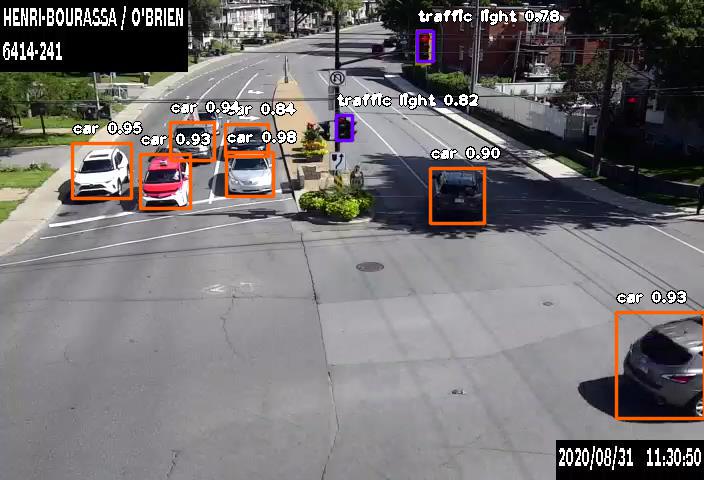 HENRI-BOURASSA / O'BRIEN
6414-241
traffic light 0.78
traffic light 0.82
car 0.94
car 0.84
car 0.95
car 0.93
car 0.98
car 0.90
car 0.93
2020/08/31 11:30:50